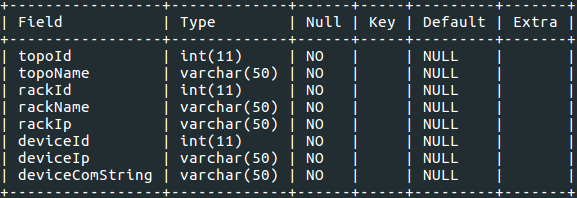 +-----------------+-------------+------+-----+---------+-------+
| Field           | Type        | Null | Key | Default | Extra |
+-----------------+-------------+------+-----+---------+-------+
| topoId          | int(11)     | NO   |     | NULL    |       |
| topoName        | varchar(50) | NO   |     | NULL    |       |
| rackId          | int(11)     | NO   |     | NULL    |       |
| rackName        | varchar(50) | NO   |     | NULL    |       |
| rackIp          | varchar(50) | NO   |     | NULL    |       |
| deviceId        | int(11)     | NO   |     | NULL    |       |
| deviceIp        | varchar(50) | NO   |     | NULL    |       |
| deviceComString | varchar(50) | NO   |     | NULL    |       |
+-----------------+-------------+------+-----+---------+-------+